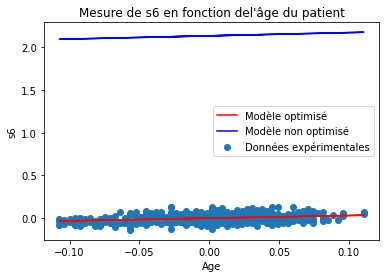 Mesure de s6 en fonction del'âge du patient
s6
2.0
1.5
1.0
0.5
0.0
Modèle optimisé
Modèle non optimisé
Données expérimentales
−0.10
−0.05
0.00
0.05
0.10
Age